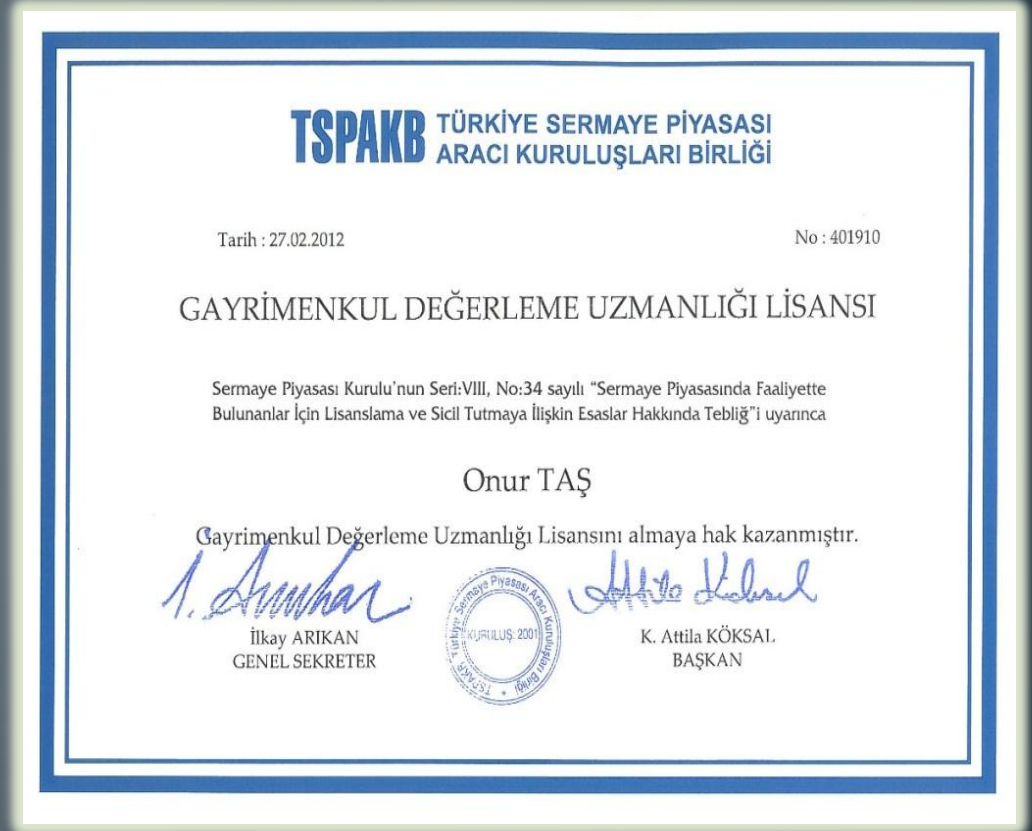 TSPAKB
TÜRKİYE SERMAYE PİYASASI
ARACI KURULUŞLARI BİRLİĞİ
Tarih : 27.02.2012
No : 401910
GAYRİMENKUL DEĞERLEME UZMANLIĞI LİSANSI
Sermaye Piyasası Kurulu'nun Seri:VIII, No:34 sayılı "Sermaye Piyasasında Faaliyette
Bulunanlar İçin Lisanslama ve Sicil Tutmaya İlişkin Esaslar Hakkında Tebliğ"i uyarınca
Onur TAŞ
Gayrimenkul Değerleme Uzmanlığı Lisansını almaya hak kazanmıştır.
İlkay ARIKAN
GENEL SEKRETER
Türkiye Sermaye Piyasası Aracı Kuruluşları Birliği
KURULUŞ: 2001
K. Attila KÖKSAL
BAŞKAN